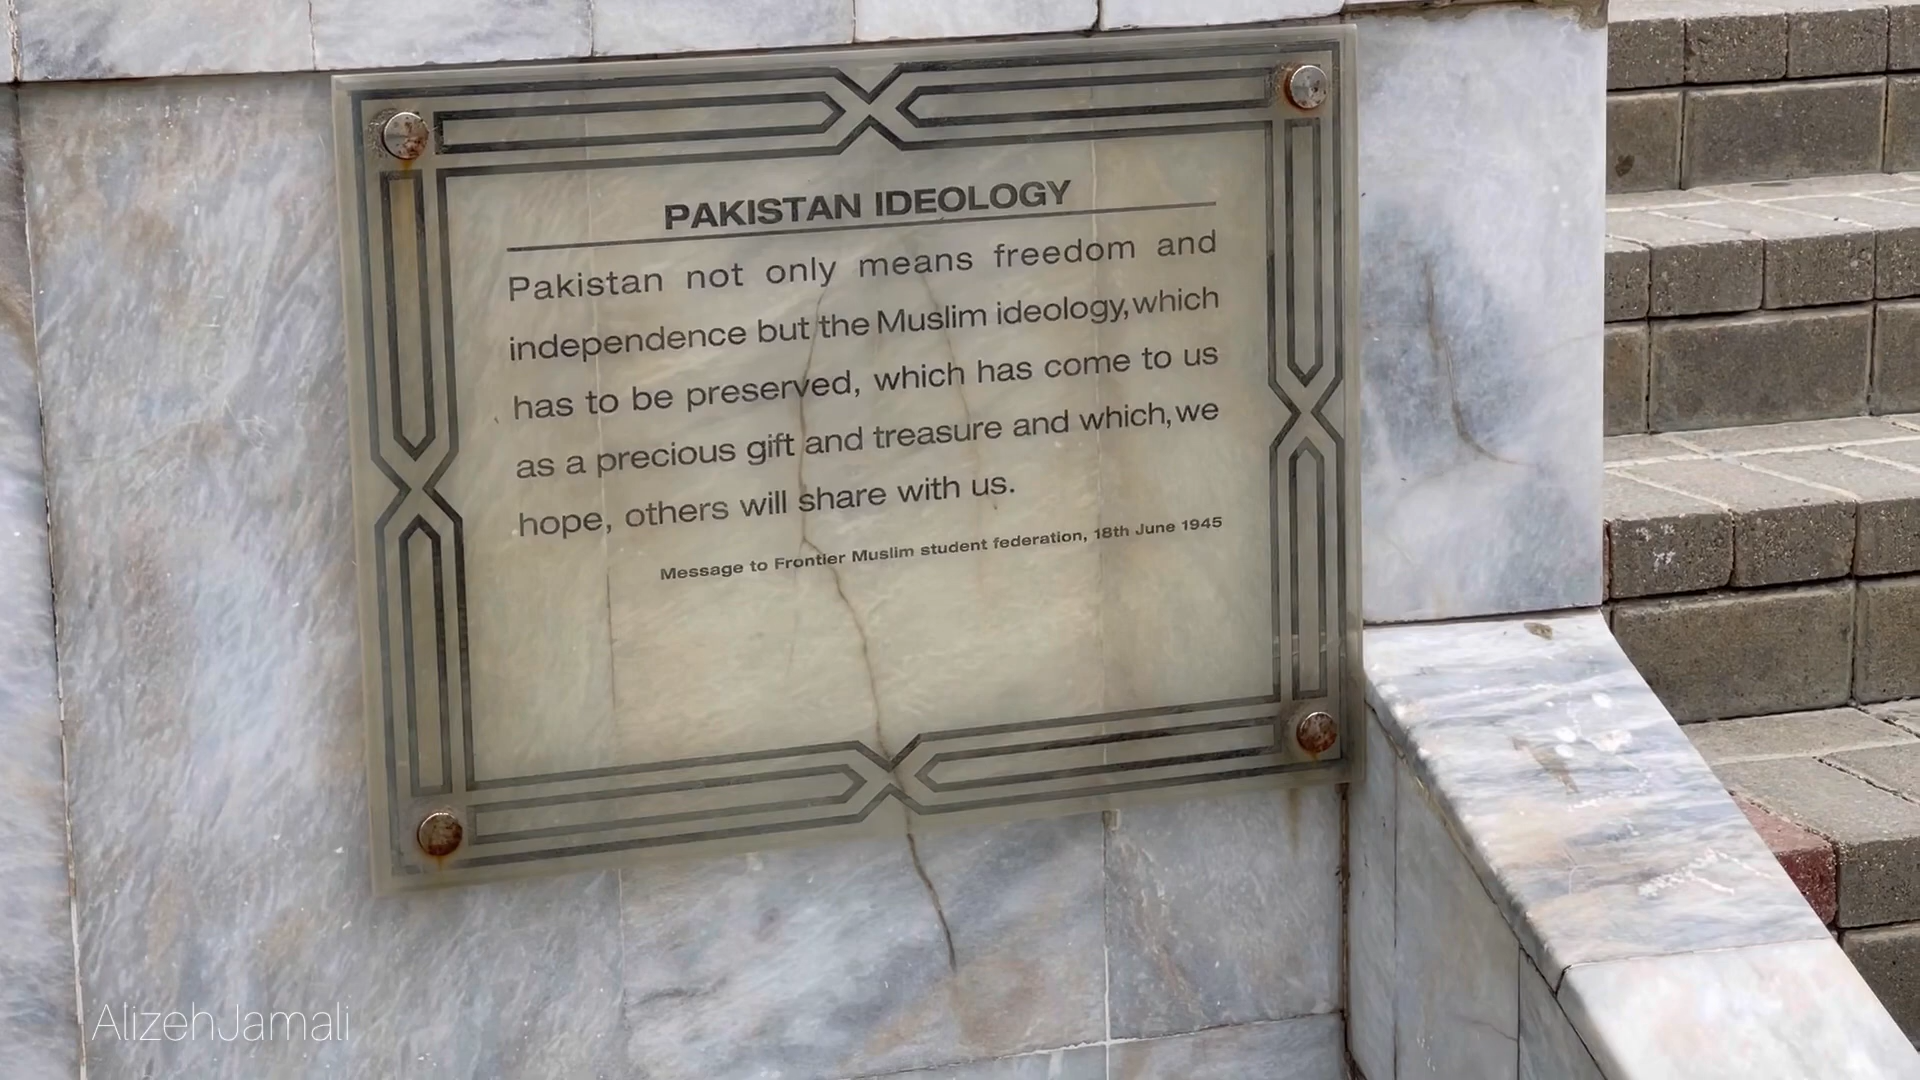 PAKISTAN IDEOLOGY
Pakistan not only means freedom and
independence but the Muslim ideology, which
has to be preserved, which has come to us
as a precious gift and treasure and which, we
hope, others will share with us.
Message to Frontier Muslim student federation, 18th June 1945
AlizehJamali